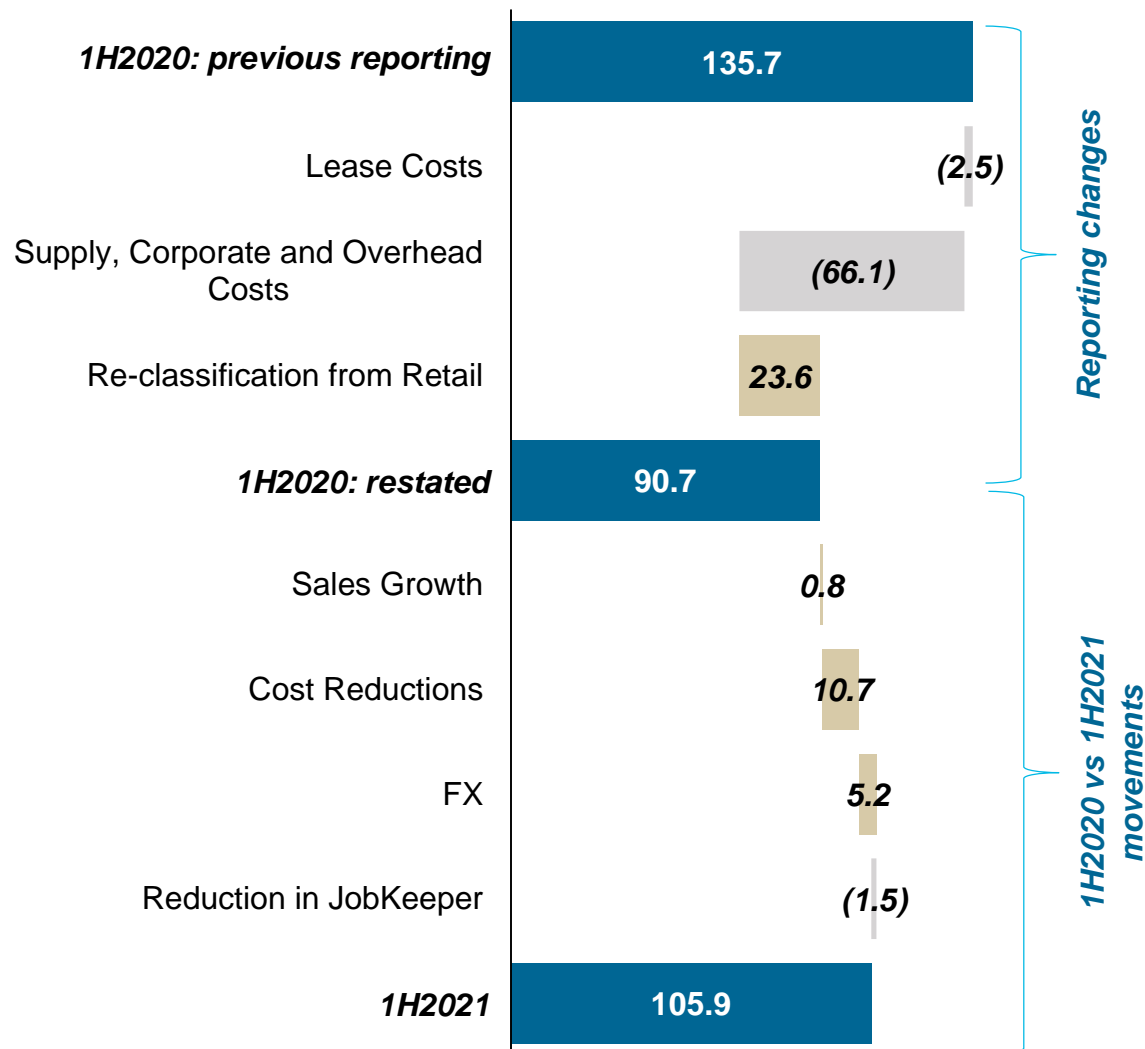 1H2020: previous reporting
135.7
Lease Costs
(2.5)
Supply, Corporate and Overhead
Costs
(66.1)
Re-classification from Retail
23.6
1H2020: restated
90.7
Reporting changes
Sales Growth
0.8
Cost Reductions
10.7
FX
5.2
Reduction in JobKeeper
(1.5)
1H2021
105.9
1H2020 vs 1H2021
movements